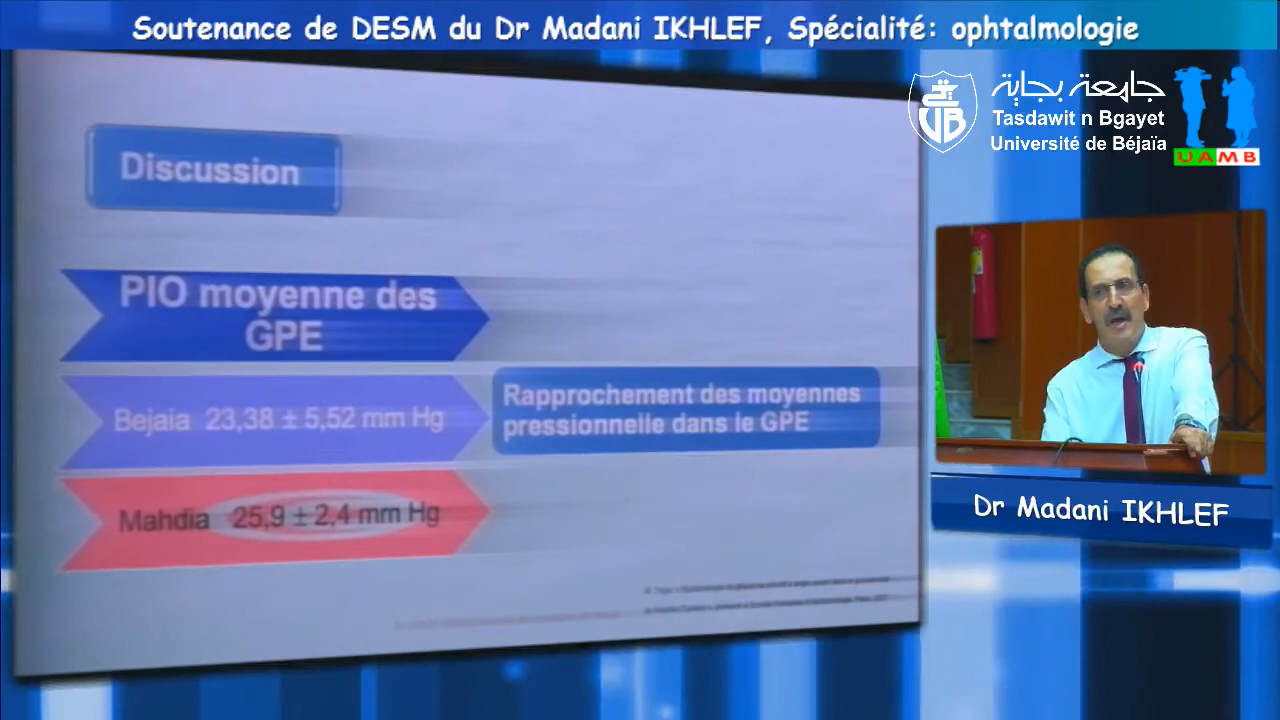 Soutenance de DESM du Dr Madani IKHLEF, Spécialité: ophtalmologie
جامعة بجاية
Tasdawit n Bgayet
Université de Béjaïa
UB
UAMB
Discussion
PIO moyenne des
GPE
Bejaia 23,38 ± 5,52 mm Hg
Rapprochement des moyennes
pressionnelle dans le GPE
Mahdia 25,9 ± 2,4 mm Hg
Dr Madani IKHLEF